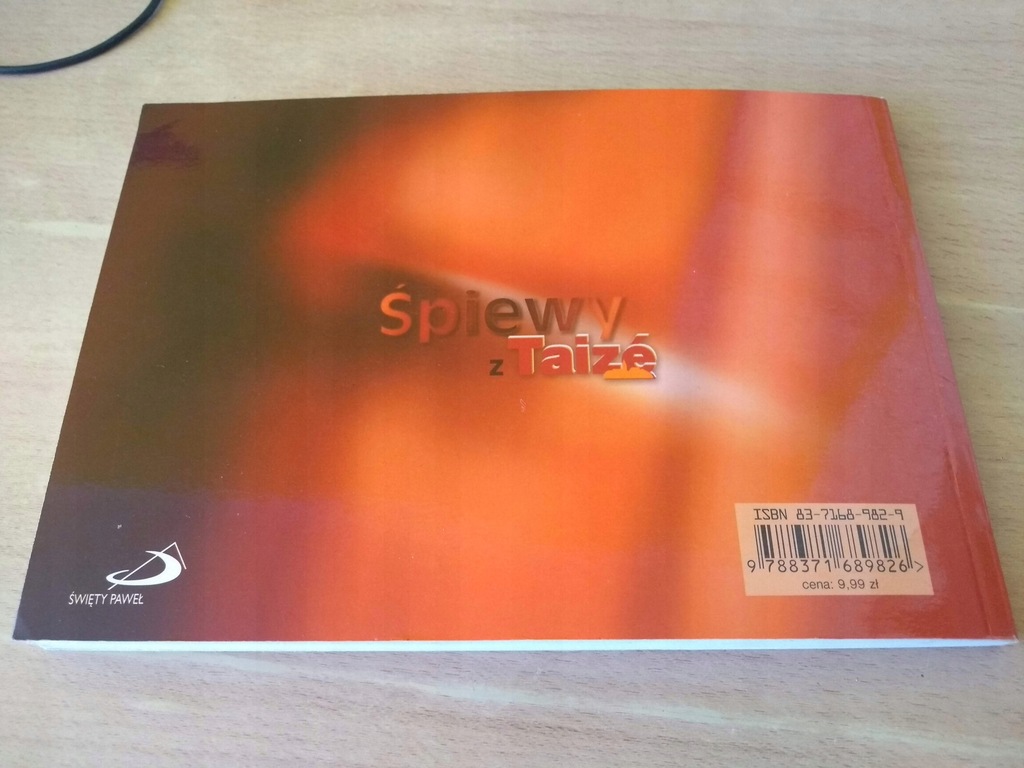 Śpiewy
z Taizé
ŚWIĘTY PAWEŁ
ISBN 83-7168-982-9
9 788371 689826 >
cena: 9,99 zł